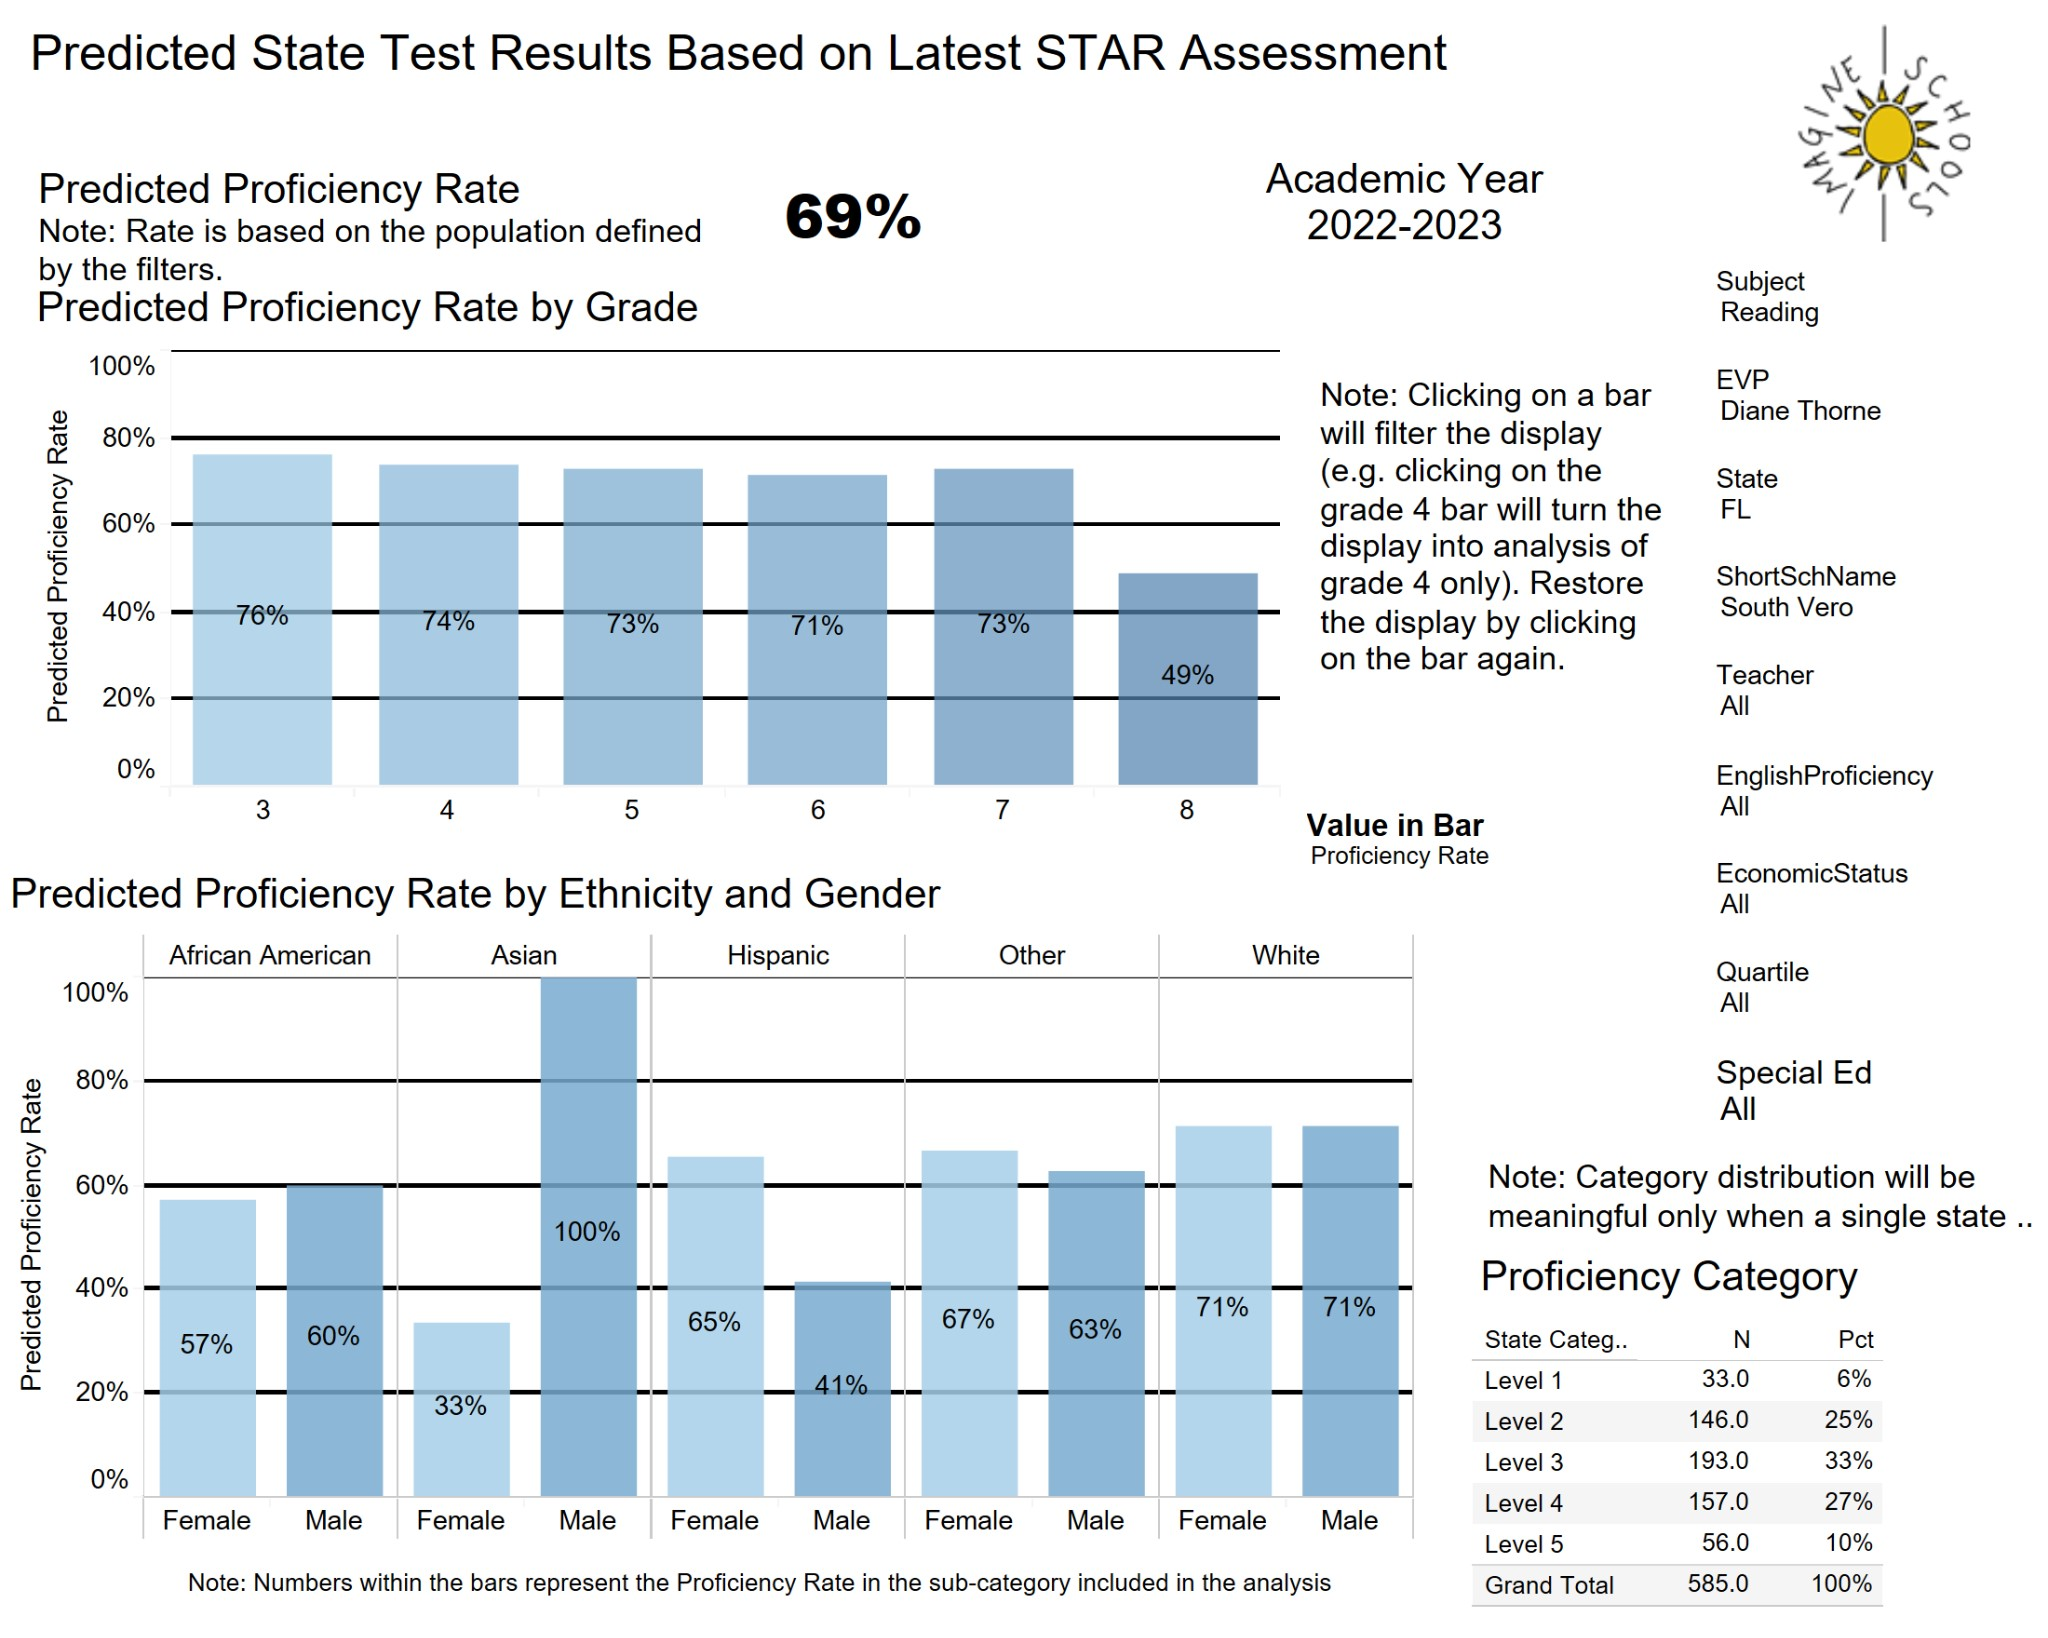 Predicted State Test Results Based on Latest STAR Assessment
IMAGINE SCHOOLS
Predicted Proficiency Rate
Note: Rate is based on the population defined
by the filters.
69%
Academic Year
2022-2023
Predicted Proficiency Rate by Grade
Predicted Proficiency Rate
100%
80%
60%
40%
20%
0%
76%
74%
73%
71%
73%
49%
3
4
5
6
7
8
Note: Clicking on a bar
will filter the display
(e.g. clicking on the
grade 4 bar will turn the
display into analysis of
grade 4 only). Restore
the display by clicking
on the bar again.
Value in Bar
Proficiency Rate
Subject
Reading
EVP
Diane Thorne
State
FL
ShortSchName
South Vero
Teacher
All
EnglishProficiency
All
EconomicStatus
All
Quartile
All
Special Ed
All
Predicted Proficiency Rate by Ethnicity and Gender
African American Asian Hispanic Other White
Predicted Proficiency Rate
100%
80%
60%
40%
20%
0%
57%
60%
33%
100%
65%
41%
67%
63%
71%
71%
Female Male Female Male Female Male Female Male Female Male
Note: Numbers within the bars represent the Proficiency Rate in the sub-category included in the analysis
Note: Category distribution will be
meaningful only when a single state ..
Proficiency Category
State Categ.. N Pct
Level 1 33.0 6%
Level 2 146.0 25%
Level 3 193.0 33%
Level 4 157.0 27%
Level 5 56.0 10%
Grand Total 585.0 100%